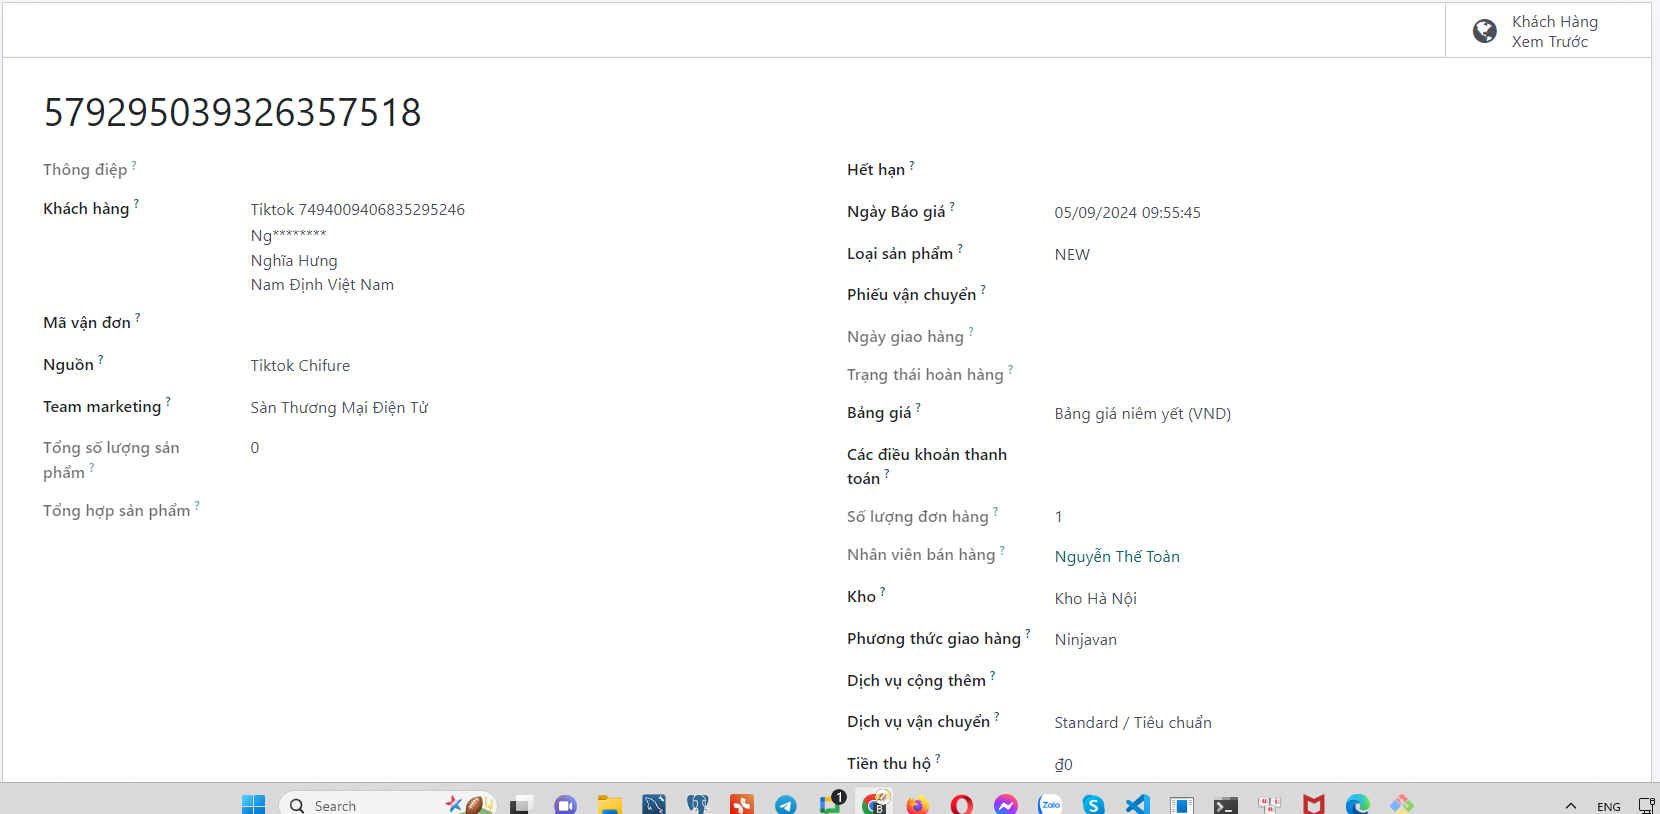 Khách Hàng
Xem Trước
579295039326357518
Thông điệp ?
Khách hàng ?
Tiktok 7494009406835295246
Ng********
Nghĩa Hưng
Nam Định Việt Nam
Mã vận đơn ?
Nguồn ?
Tiktok Chifure
Team marketing ?
Sàn Thương Mại Điện Tử
Tổng số lượng sản
phẩm ?
0
Tổng hợp sản phẩm ?
Hết hạn ?
Ngày Báo giá ?
05/09/2024 09:55:45
Loại sản phẩm ?
NEW
Phiếu vận chuyển ?
Ngày giao hàng ?
Trạng thái hoàn hàng ?
Bảng giá ?
Bảng giá niêm yết (VND)
Các điều khoản thanh
toán ?
Số lượng đơn hàng ?
1
Nhân viên bán hàng ?
Nguyễn Thế Toàn
Kho ?
Kho Hà Nội
Phương thức giao hàng ?
Ninjavan
Dịch vụ cộng thêm ?
Dịch vụ vận chuyển ?
Standard / Tiêu chuẩn
Tiền thu hộ ?
₫0
Search
1
B
Zalo
ENG